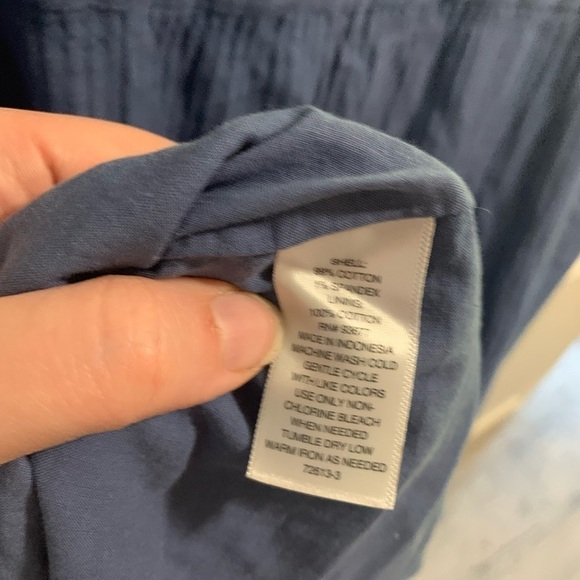 SHELL:
99% COTTON
1% SPANDEX
LINING:
100% COTTON
RN# 93677
MADE IN INDONESIA
MACHINE WASH COLD
GENTLE CYCLE
WITH LIKE COLORS
USE ONLY NON-
CHLORINE BLEACH
WHEN NEEDED
TUMBLE DRY LOW
WARM IRON AS NEEDED
72613-3